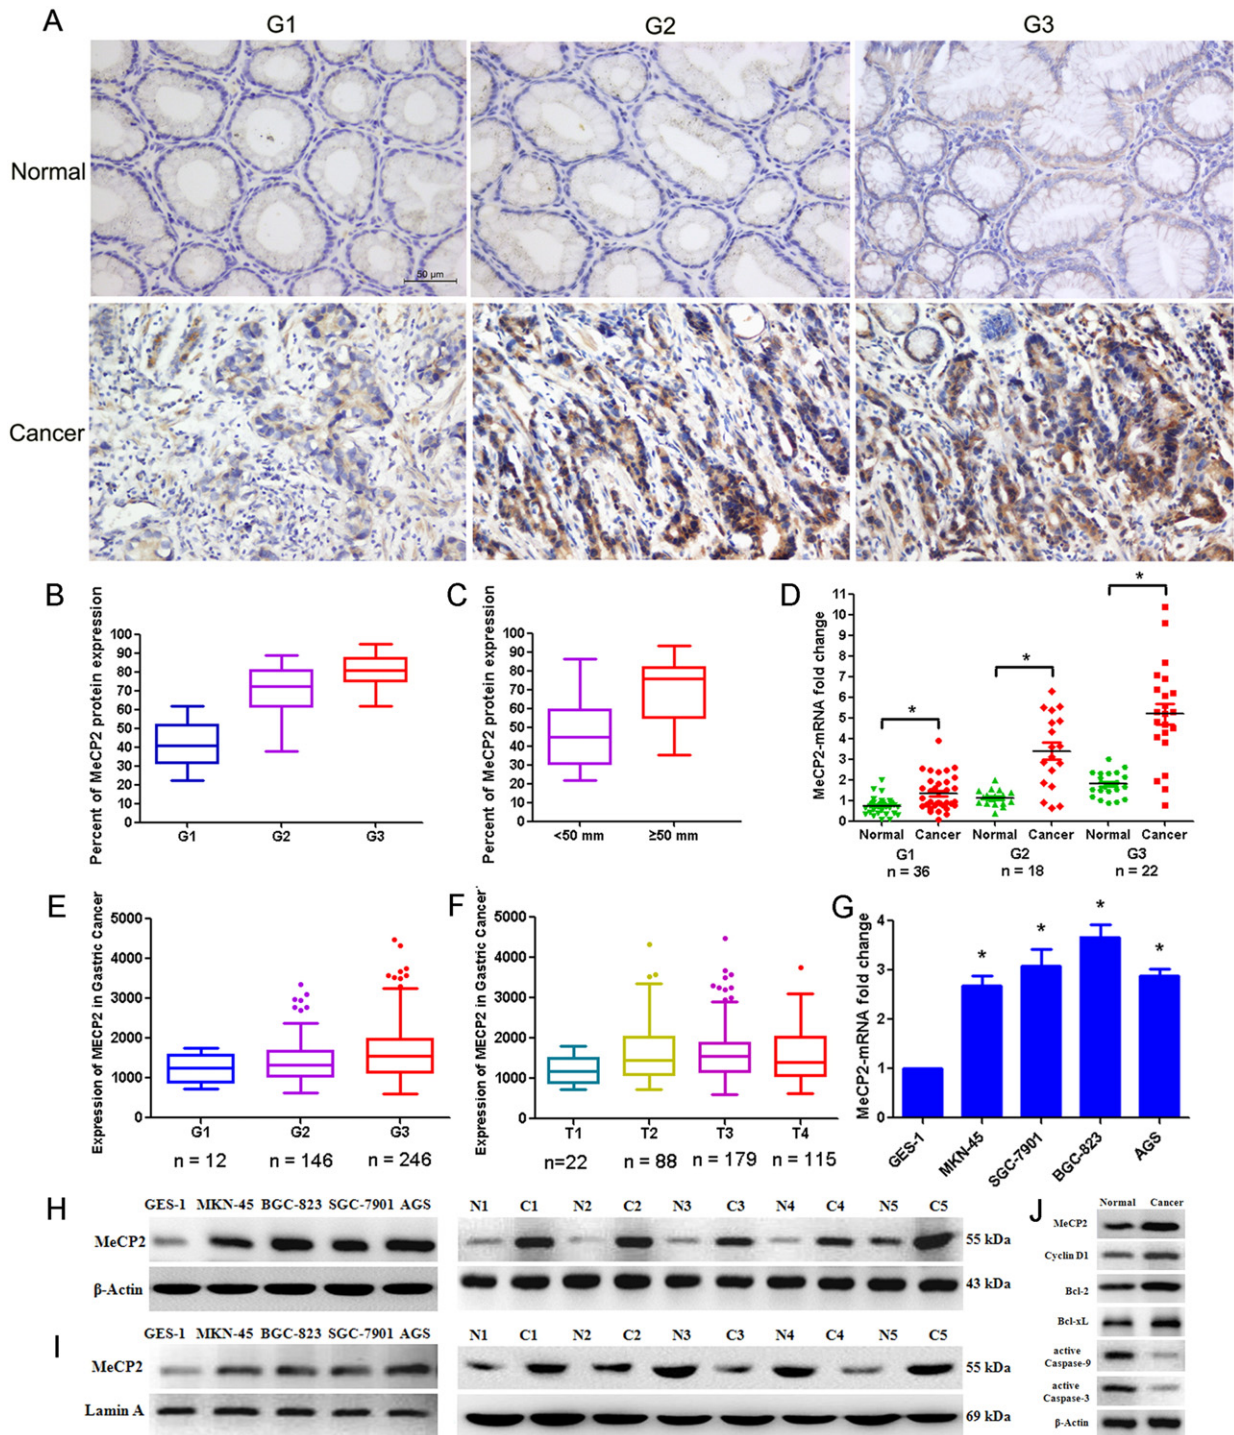 A
G1 G2 G3
Normal
50 µm
Cancer
B
Percent of MeCP2 protein expression
100
90
80
70
60
50
40
30
20
10
0
G1 G2 G3
C
Percent of MeCP2 protein expression
100
90
80
70
60
50
40
30
20
10
0
<50 mm ≥50 mm
D
MeCP2-mRNA fold change
11
10
9
8
7
6
5
4
3
2
1
0
* * *
Normal Cancer Normal Cancer Normal Cancer
G1 G2 G3
n = 36 n = 18 n = 22
E
Expression of MECP2 in Gastric Cancer
5000
4000
3000
2000
1000
0
G1 G2 G3
n = 12 n = 146 n = 246
F
Expression of MECP2 in Gastric Cancer
5000
4000
3000
2000
1000
0
T1 T2 T3 T4
n=22 n = 88 n = 179 n = 115
G
MeCP2-mRNA fold change
4
3
2
1
0
* * * *
GES-1 MKN-45 SGC-7901 BGC-823 AGS
H
GES-1 MKN-45 BGC-823 SGC-7901 AGS
MeCP2
β-Actin
N1 C1 N2 C2 N3 C3 N4 C4 N5 C5
55 kDa
43 kDa
I
GES-1 MKN-45 BGC-823 SGC-7901 AGS
MeCP2
Lamin A
N1 C1 N2 C2 N3 C3 N4 C4 N5 C5
55 kDa
69 kDa
J
Normal Cancer
MeCP2
Cyclin D1
Bcl-2
Bcl-xL
active
Caspase-9
active
Caspase-3
β-Actin